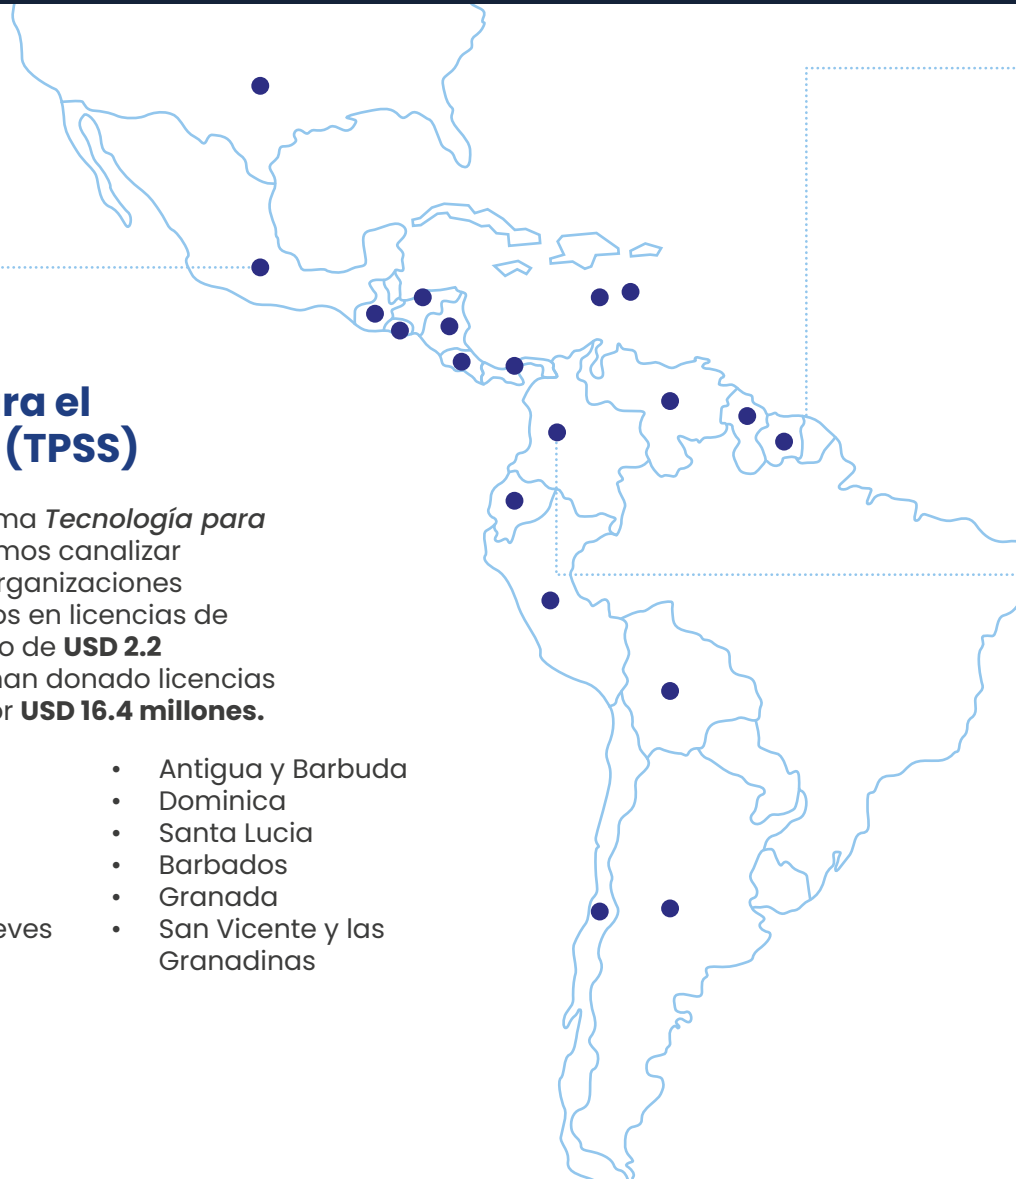 ra el
(TPSS)
ma Tecnología para
mos canalizar
rganizaciones
os en licencias de
o de USD 2.2
han donado licencias
or USD 16.4 millones.
• Antigua y Barbuda
• Dominica
• Santa Lucia
• Barbados
• Granada
eves • San Vicente y las
Granadinas